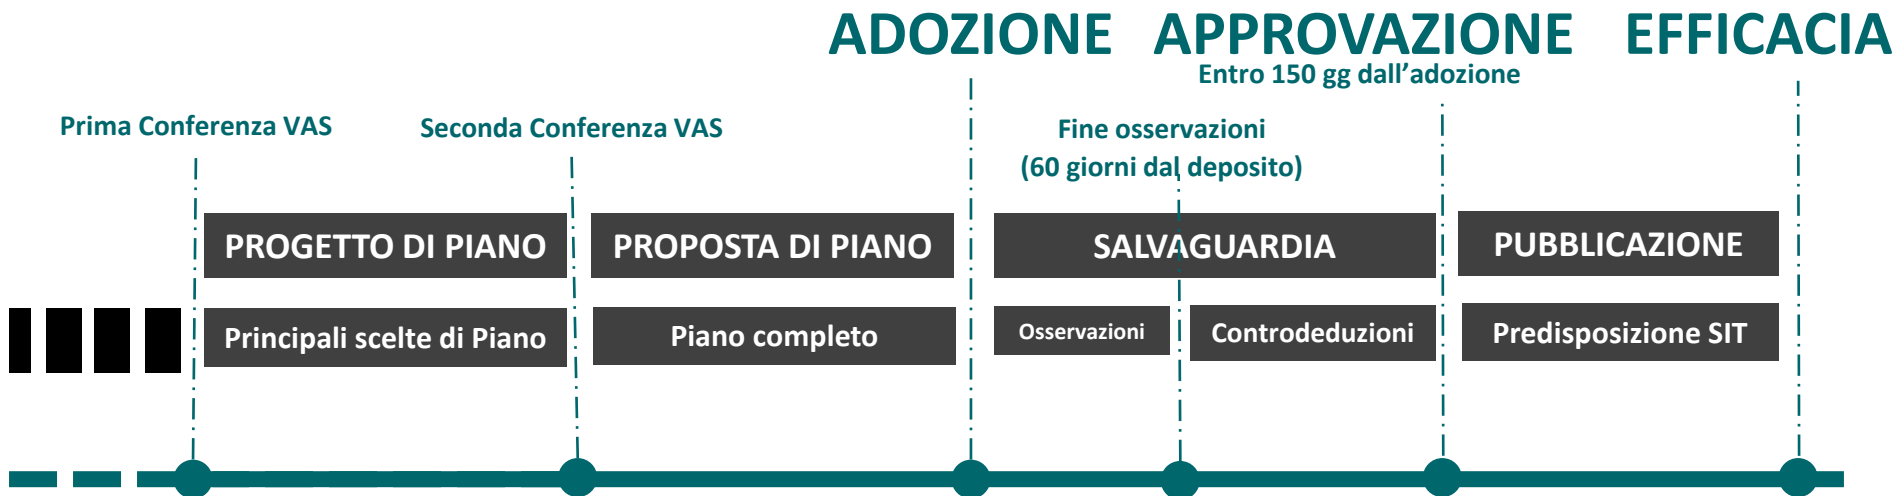 ADOZIONE APPROVAZIONE EFFICACIA
Entro 150 gg dall’adozione
Prima Conferenza VAS
Seconda Conferenza VAS
Fine osservazioni
(60 giorni dal deposito)
PROGETTO DI PIANO
PROPOSTA DI PIANO
SALVAGUARDIA
PUBBLICAZIONE
Principali scelte di Piano
Piano completo
Osservazioni
Controdeduzioni
Predisposizione SIT